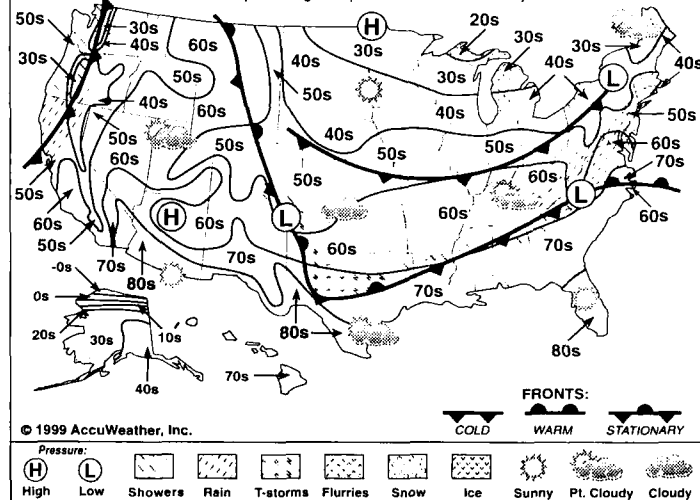 50s 30s 40s 60s H 30s 20s 30s 30s 40s
30s 50s 40s 30s 40s L
40s 60s 50s 40s 50s
50s 60s 50s 40s 50s 60s
50s 60s 60s 70s
50s H 60s L 60s L 60s
60s 70s 60s 70s
50s 70s 80s 70s
-0s
0s
20s 30s 10s 80s 80s
40s 70s
FRONTS:
© 1999 AccuWeather, Inc. COLD WARM STATIONARY
Pressure:
H L
High Low Showers Rain T-storms Flurries Snow Ice Sunny Pt. Cloudy Cloudy